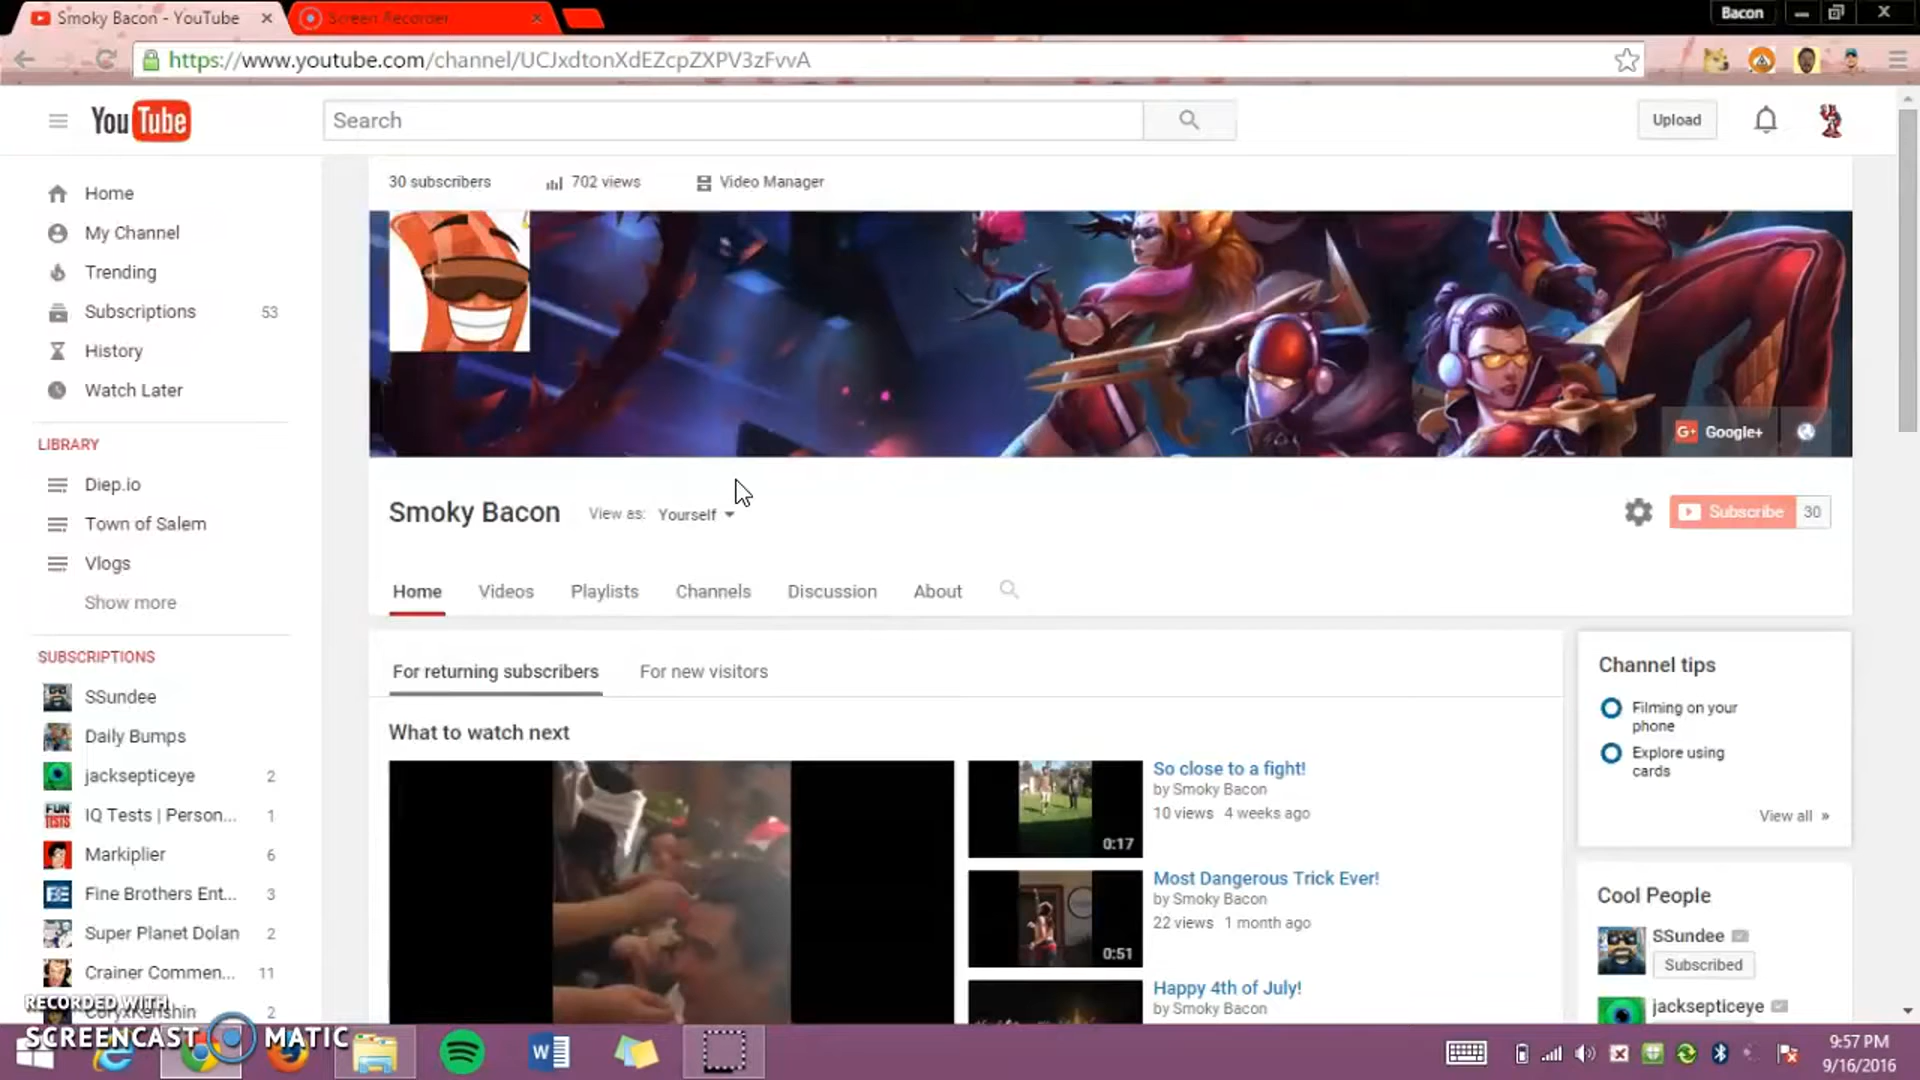 Smoky Bacon - YouTube
Screen Recorder
Bacon
https://www.youtube.com/channel/UCJxdtonXdEZcpZXPV3zFvvA
You Tube
Search
Upload
Home
My Channel
Trending
Subscriptions 53
History
Watch Later
LIBRARY
Diep.io
Town of Salem
Vlogs
Show more
SUBSCRIPTIONS
SSundee
Daily Bumps
jacksepticeye 2
FUN TESTS
IQ Tests | Person... 1
Markiplier 6
Fine Brothers Ent... 3
Super Planet Dolan 2
Crainer Commen... 11
CoryxKenshin 2
30 subscribers
702 views
Video Manager
G+ Google+
Smoky Bacon
View as: Yourself
Subscribe 30
Home Videos Playlists Channels Discussion About
For returning subscribers
For new visitors
What to watch next
So close to a fight!
by Smoky Bacon
10 views 4 weeks ago
0:17
Most Dangerous Trick Ever!
by Smoky Bacon
22 views 1 month ago
0:51
Happy 4th of July!
by Smoky Bacon
Channel tips
Filming on your
phone
Explore using
cards
View all »
Cool People
SSundee
Subscribed
jacksepticeye
RECORDED WITH
SCREENCAST MATIC
W
9:57 PM
9/16/2016